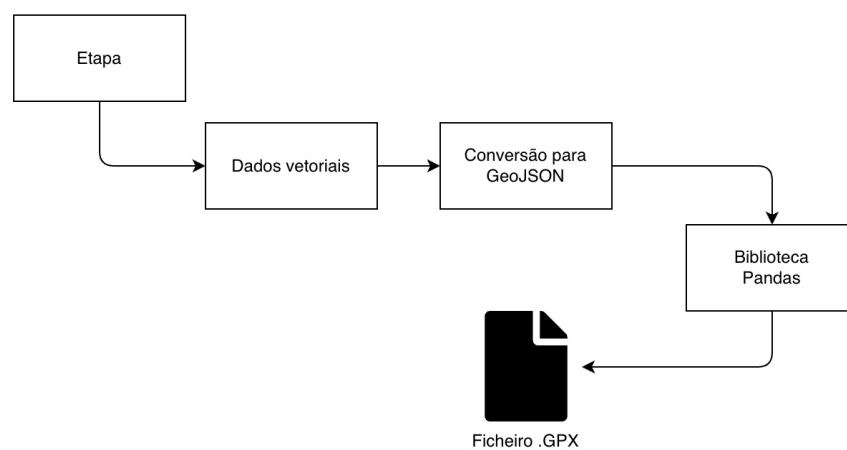 Etapa
Dados vetoriais
Conversão para
GeoJSON
Biblioteca
Pandas
Ficheiro .GPX